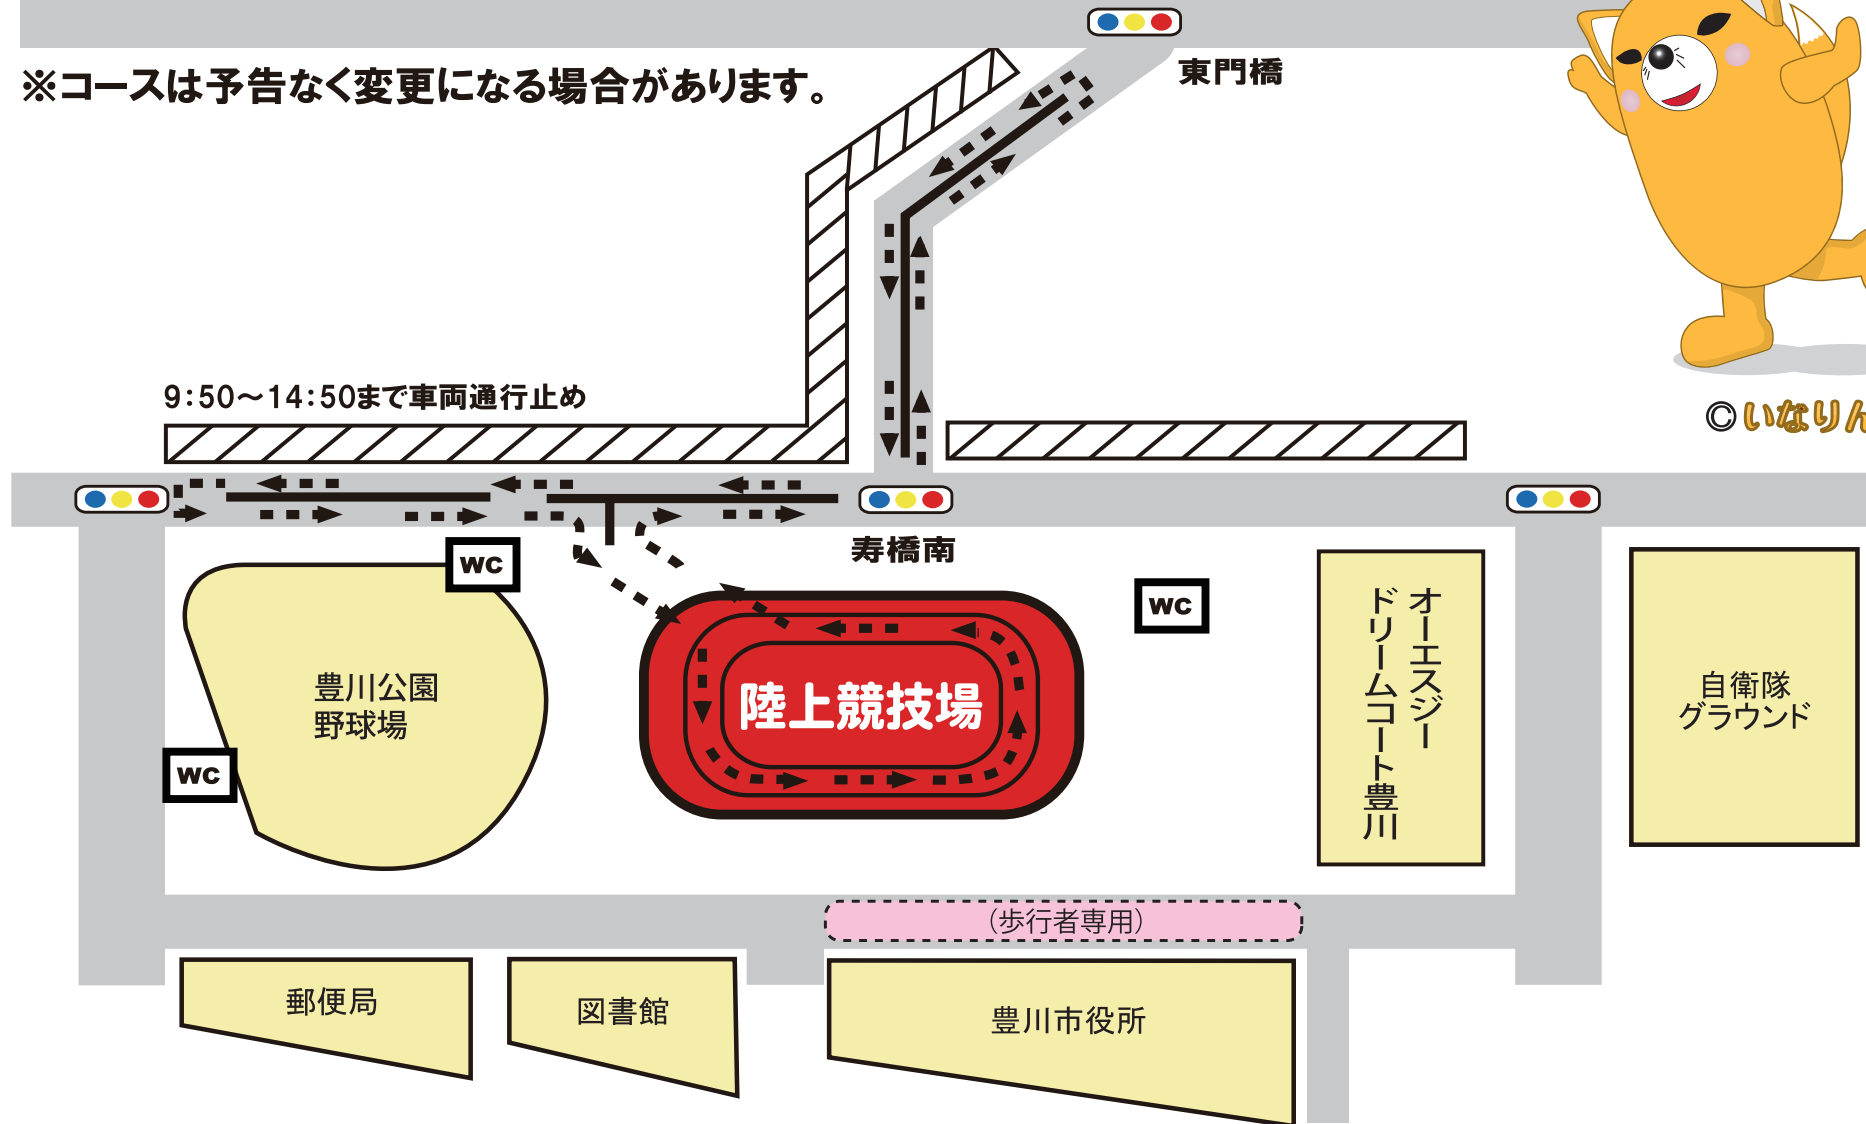 東門橋
※コースは予告なく変更になる場合があります。
9:50〜14:50まで車両通行止め
©いなりん
寿橋南
WC
WC
WC
豊川公園
野球場
陸上競技場
オーエスジー
ドリームコート豊川
自衛隊
グラウンド
(歩行者専用)
郵便局
図書館
豊川市役所